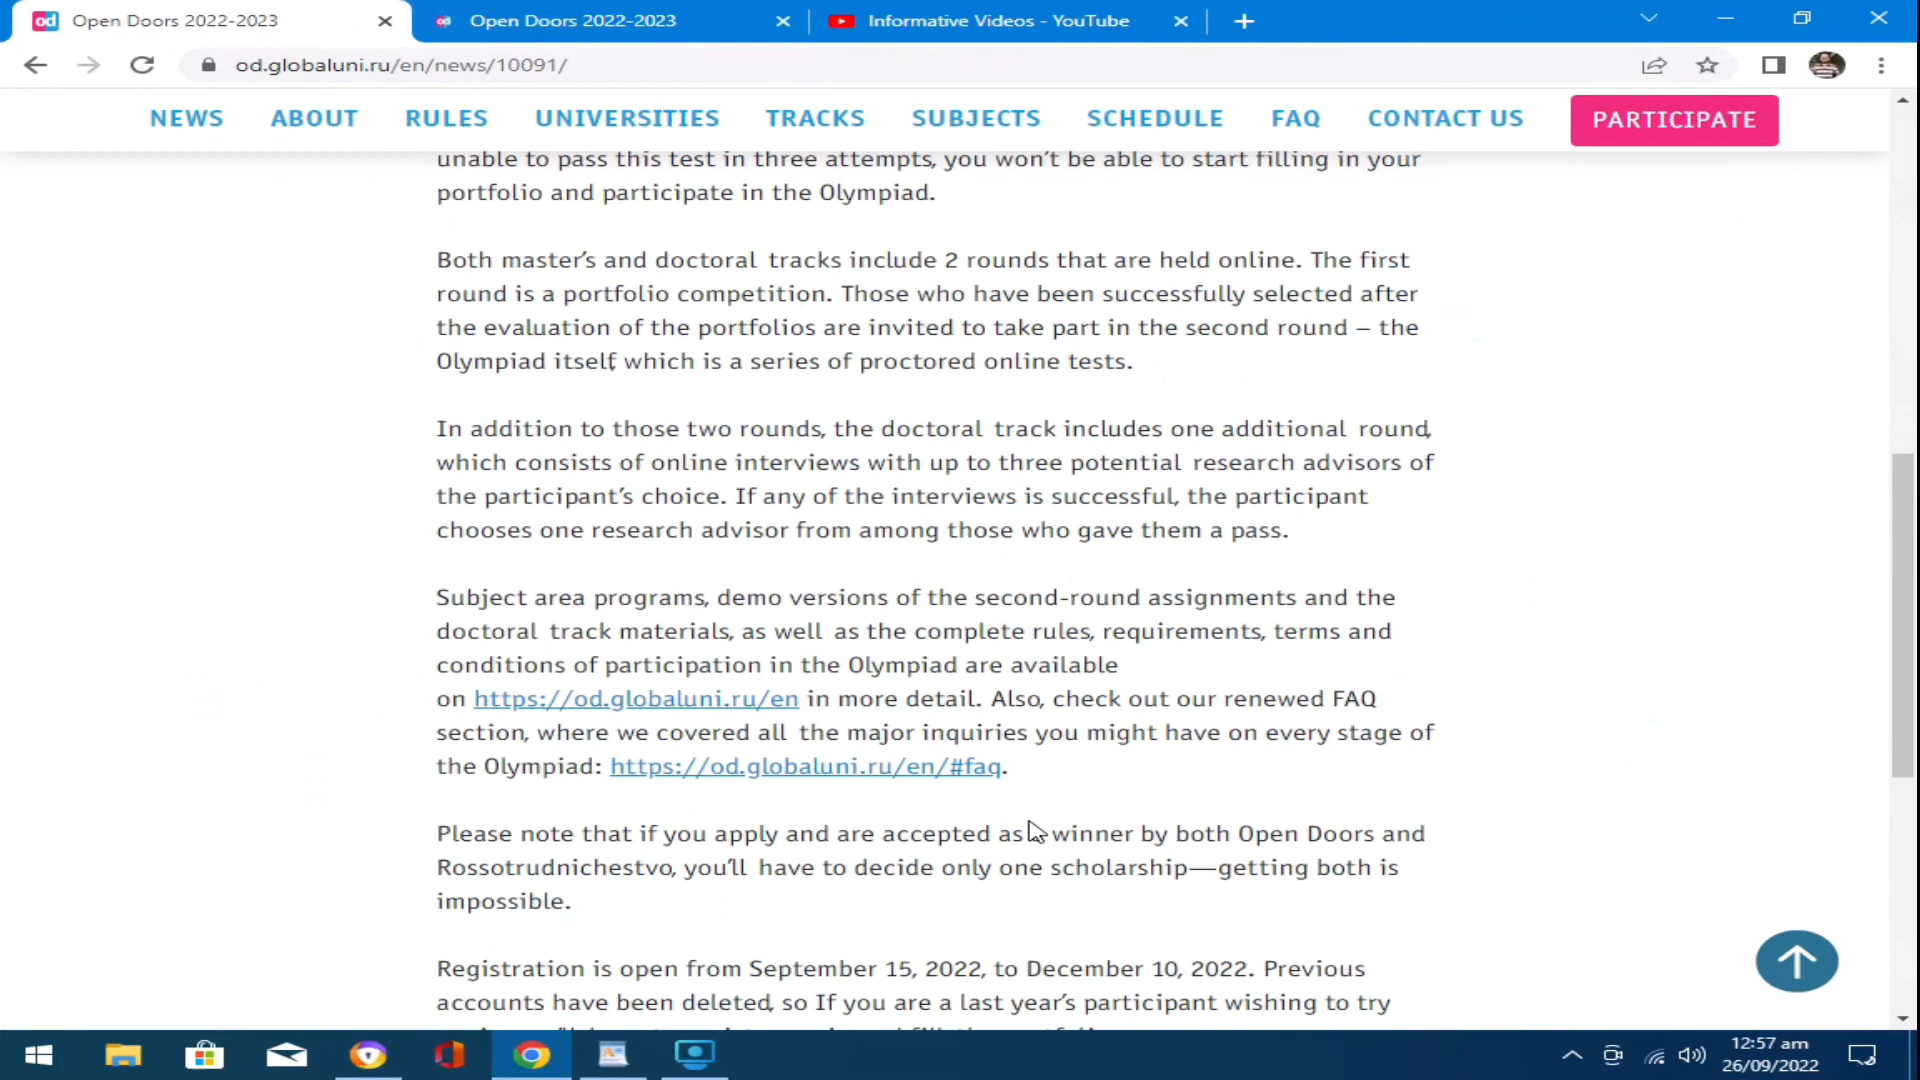 Open Doors 2022-2023
Open Doors 2022-2023
Informative Videos - YouTube
od.globaluni.ru/en/news/10091/
NEWS ABOUT RULES UNIVERSITIES TRACKS SUBJECTS SCHEDULE FAQ CONTACT US PARTICIPATE
unable to pass this test in three attempts, you won't be able to start filling in your
portfolio and participate in the Olympiad.
Both master's and doctoral tracks include 2 rounds that are held online. The first
round is a portfolio competition. Those who have been successfully selected after
the evaluation of the portfolios are invited to take part in the second round – the
Olympiad itself, which is a series of proctored online tests.
In addition to those two rounds, the doctoral track includes one additional round,
which consists of online interviews with up to three potential research advisors of
the participant's choice. If any of the interviews is successful, the participant
chooses one research advisor from among those who gave them a pass.
Subject area programs, demo versions of the second-round assignments and the
doctoral track materials, as well as the complete rules, requirements, terms and
conditions of participation in the Olympiad are available
on https://od.globaluni.ru/en in more detail. Also, check out our renewed FAQ
section, where we covered all the major inquiries you might have on every stage of
the Olympiad: https://od.globaluni.ru/en/#faq.
Please note that if you apply and are accepted as winner by both Open Doors and
Rossotrudnichestvo, you'll have to decide only one scholarship—getting both is
impossible.
Registration is open from September 15, 2022, to December 10, 2022. Previous
accounts have been deleted, so If you are a last year's participant wishing to try
12:57 am
26/09/2022